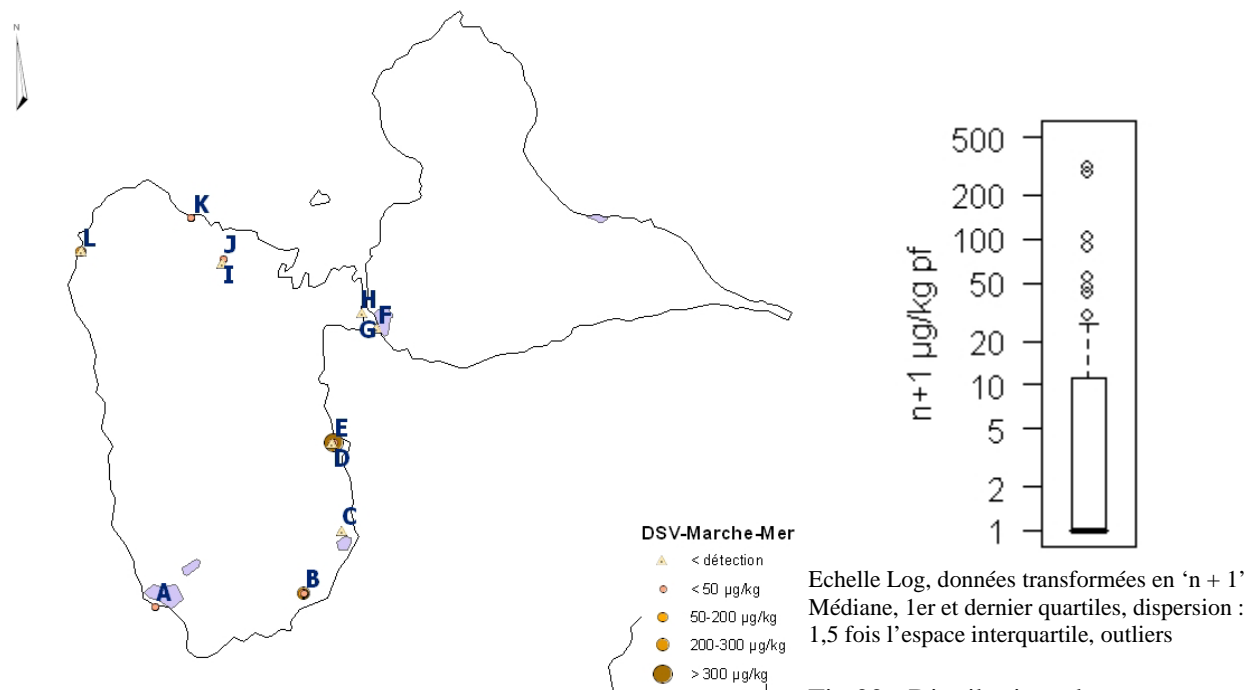 N
K
L
J
I
H
F
G
E
D
C
A
B
DSV-Marche-Mer
< détection
< 50 µg/kg
50-200 µg/kg
200-300 µg/kg
> 300 µg/kg
n+1 µg/kg pf
500
200
100
50
20
10
5
2
1
Echelle Log, données transformées en ‘n + 1’
Médiane, 1er et dernier quartiles, dispersion :
1,5 fois l’espace interquartile, outliers